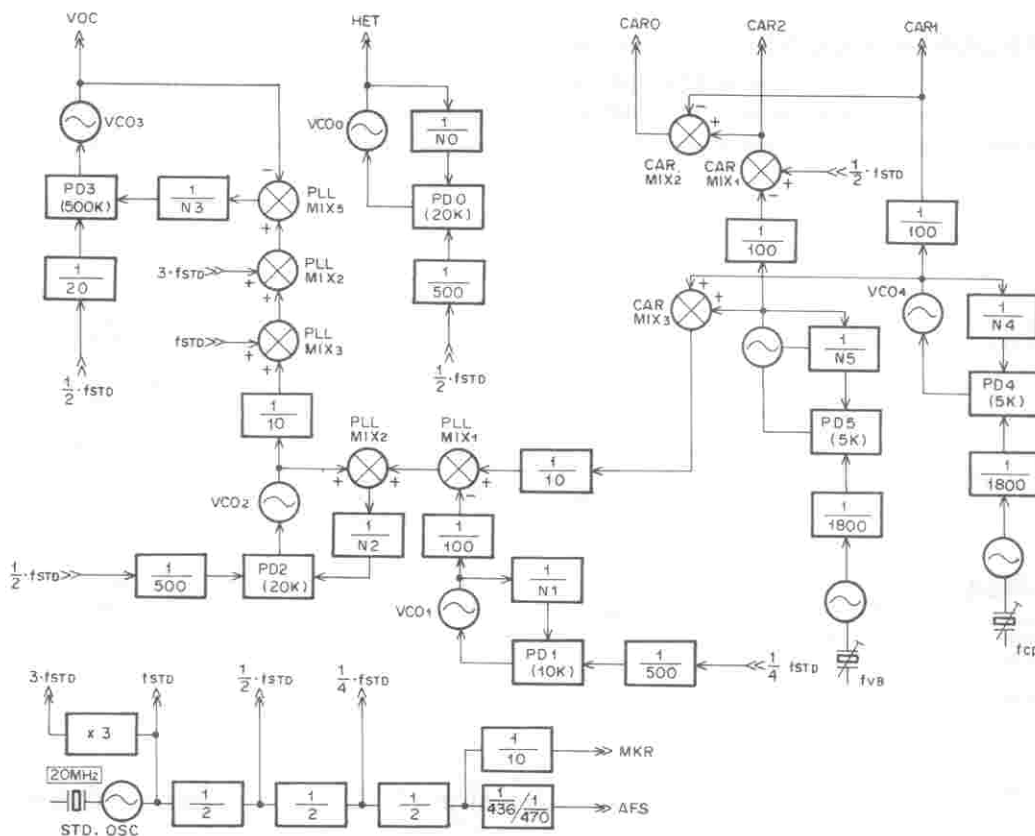 VOC
HET
CAR0
CAR2
CAR1
VCO3
VCO0
1/N0
CAR MIX2
CAR MIX1
1/2·fSTD
PD3 (500K)
1/N3
PLL MIX5
PD0 (20K)
1/100
1/100
1/20
3·fSTD
PLL MIX2
1/500
CAR MIX3
VCO4
1/N4
fSTD
PLL MIX3
1/N5
1/2·fSTD
1/2·fSTD
PD4 (5K)
1/10
PLL MIX2
PLL MIX1
PD5 (5K)
1/10
1/1800
VCO2
1/N2
1/100
1/1800
1/2·fSTD
1/500
PD2 (20K)
1/N1
VCO1
PD1 (10K)
1/500
1/4 fSTD
fVB
3·fSTD
fSTD
1/2·fSTD
1/4·fSTD
x 3
1/10
MKR
20MHz
1/2
1/2
1/2
1/436/1/470
AFS
STD. OSC